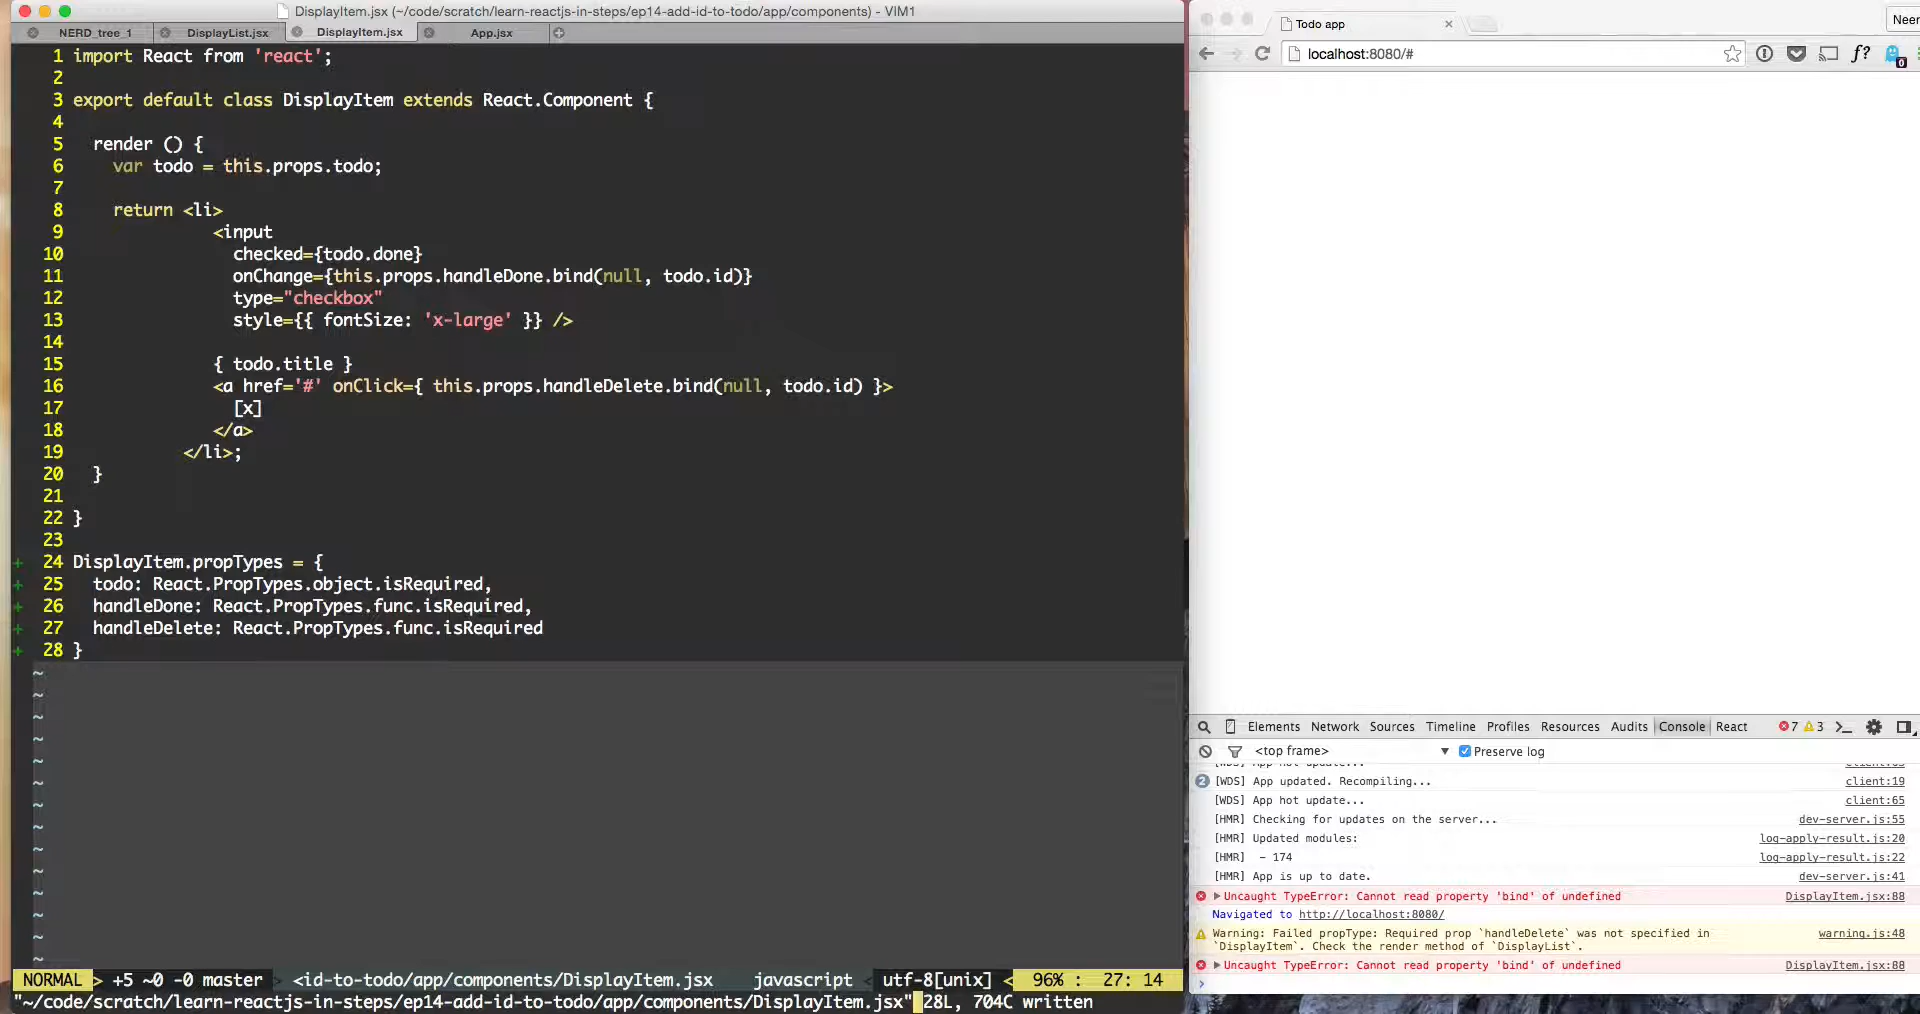 DisplayItem.jsx (~/code/scratch/learn-reactjs-in-steps/ep14-add-id-to-todo/app/components) - VIM1
NERD_tree_1 DisplayList.jsx DisplayItem.jsx App.jsx
1 import React from 'react';
2
3 export default class DisplayItem extends React.Component {
4
5 render () {
6 var todo = this.props.todo;
7
8 return <li>
9 <input
10 checked={todo.done}
11 onChange={this.props.handleDone.bind(null, todo.id)}
12 type="checkbox"
13 style={{ fontSize: 'x-large' }} />
14
15 { todo.title }
16 <a href='#' onClick={ this.props.handleDelete.bind(null, todo.id) }>
17 [x]
18 </a>
19 </li>;
20 }
21
22 }
23
+ 24 DisplayItem.propTypes = {
+ 25 todo: React.PropTypes.object.isRequired,
+ 26 handleDone: React.PropTypes.func.isRequired,
+ 27 handleDelete: React.PropTypes.func.isRequired
+ 28 }
~
~
~
~
~
~
~
~
~
~
~
~
~
~
NORMAL > +5 ~0 -0 master > <id-to-todo/app/components/DisplayItem.jsx javascript < utf-8[unix] < 96% : 27: 14
"~/code/scratch/learn-reactjs-in-steps/ep14-add-id-to-todo/app/components/DisplayItem.jsx" 28L, 704C written
Todo app
Neer
localhost:8080/#
f?
0
Elements Network Sources Timeline Profiles Resources Audits Console React 7 3
<top frame> Preserve log
[WDS] App hot update... client:65
2 [WDS] App updated. Recompiling... client:19
[WDS] App hot update... client:65
[HMR] Checking for updates on the server... dev-server.js:55
[HMR] Updated modules: log-apply-result.js:20
[HMR] - 174 log-apply-result.js:22
[HMR] App is up to date. dev-server.js:41
Uncaught TypeError: Cannot read property 'bind' of undefined DisplayItem.jsx:88
Navigated to http://localhost:8080/
Warning: Failed propType: Required prop `handleDelete` was not specified in warning.js:48
`DisplayItem`. Check the render method of `DisplayList`.
Uncaught TypeError: Cannot read property 'bind' of undefined DisplayItem.jsx:88
>